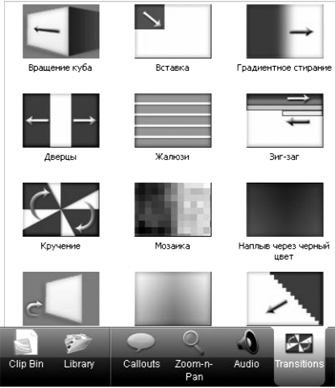 Вращение куба Вставка Градиентное стирание
Дверцы Жалюзи Зиг-заг
Кручение Мозаика Наплыв через черный
цвет
Clip Bin Library Callouts Zoom-n- Audio Transitions
Pan